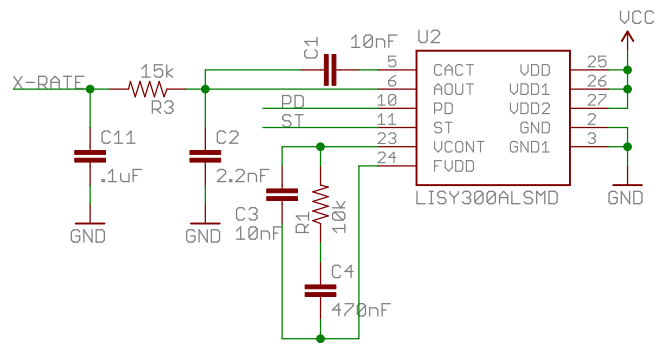 VCC
C1
10nF
U2
X-RATE
15k
R3
5
CACT
VDD
25
6
AOUT
VDD1
26
PD
10
PD
VDD2
27
ST
11
ST
GND
2
23
VCONT
GND1
3
24
FVDD
C11
.1uF
C2
2.2nF
LISY300ALSMD
GND
C3
10nF
R1
10k
GND
GND
C4
470nF